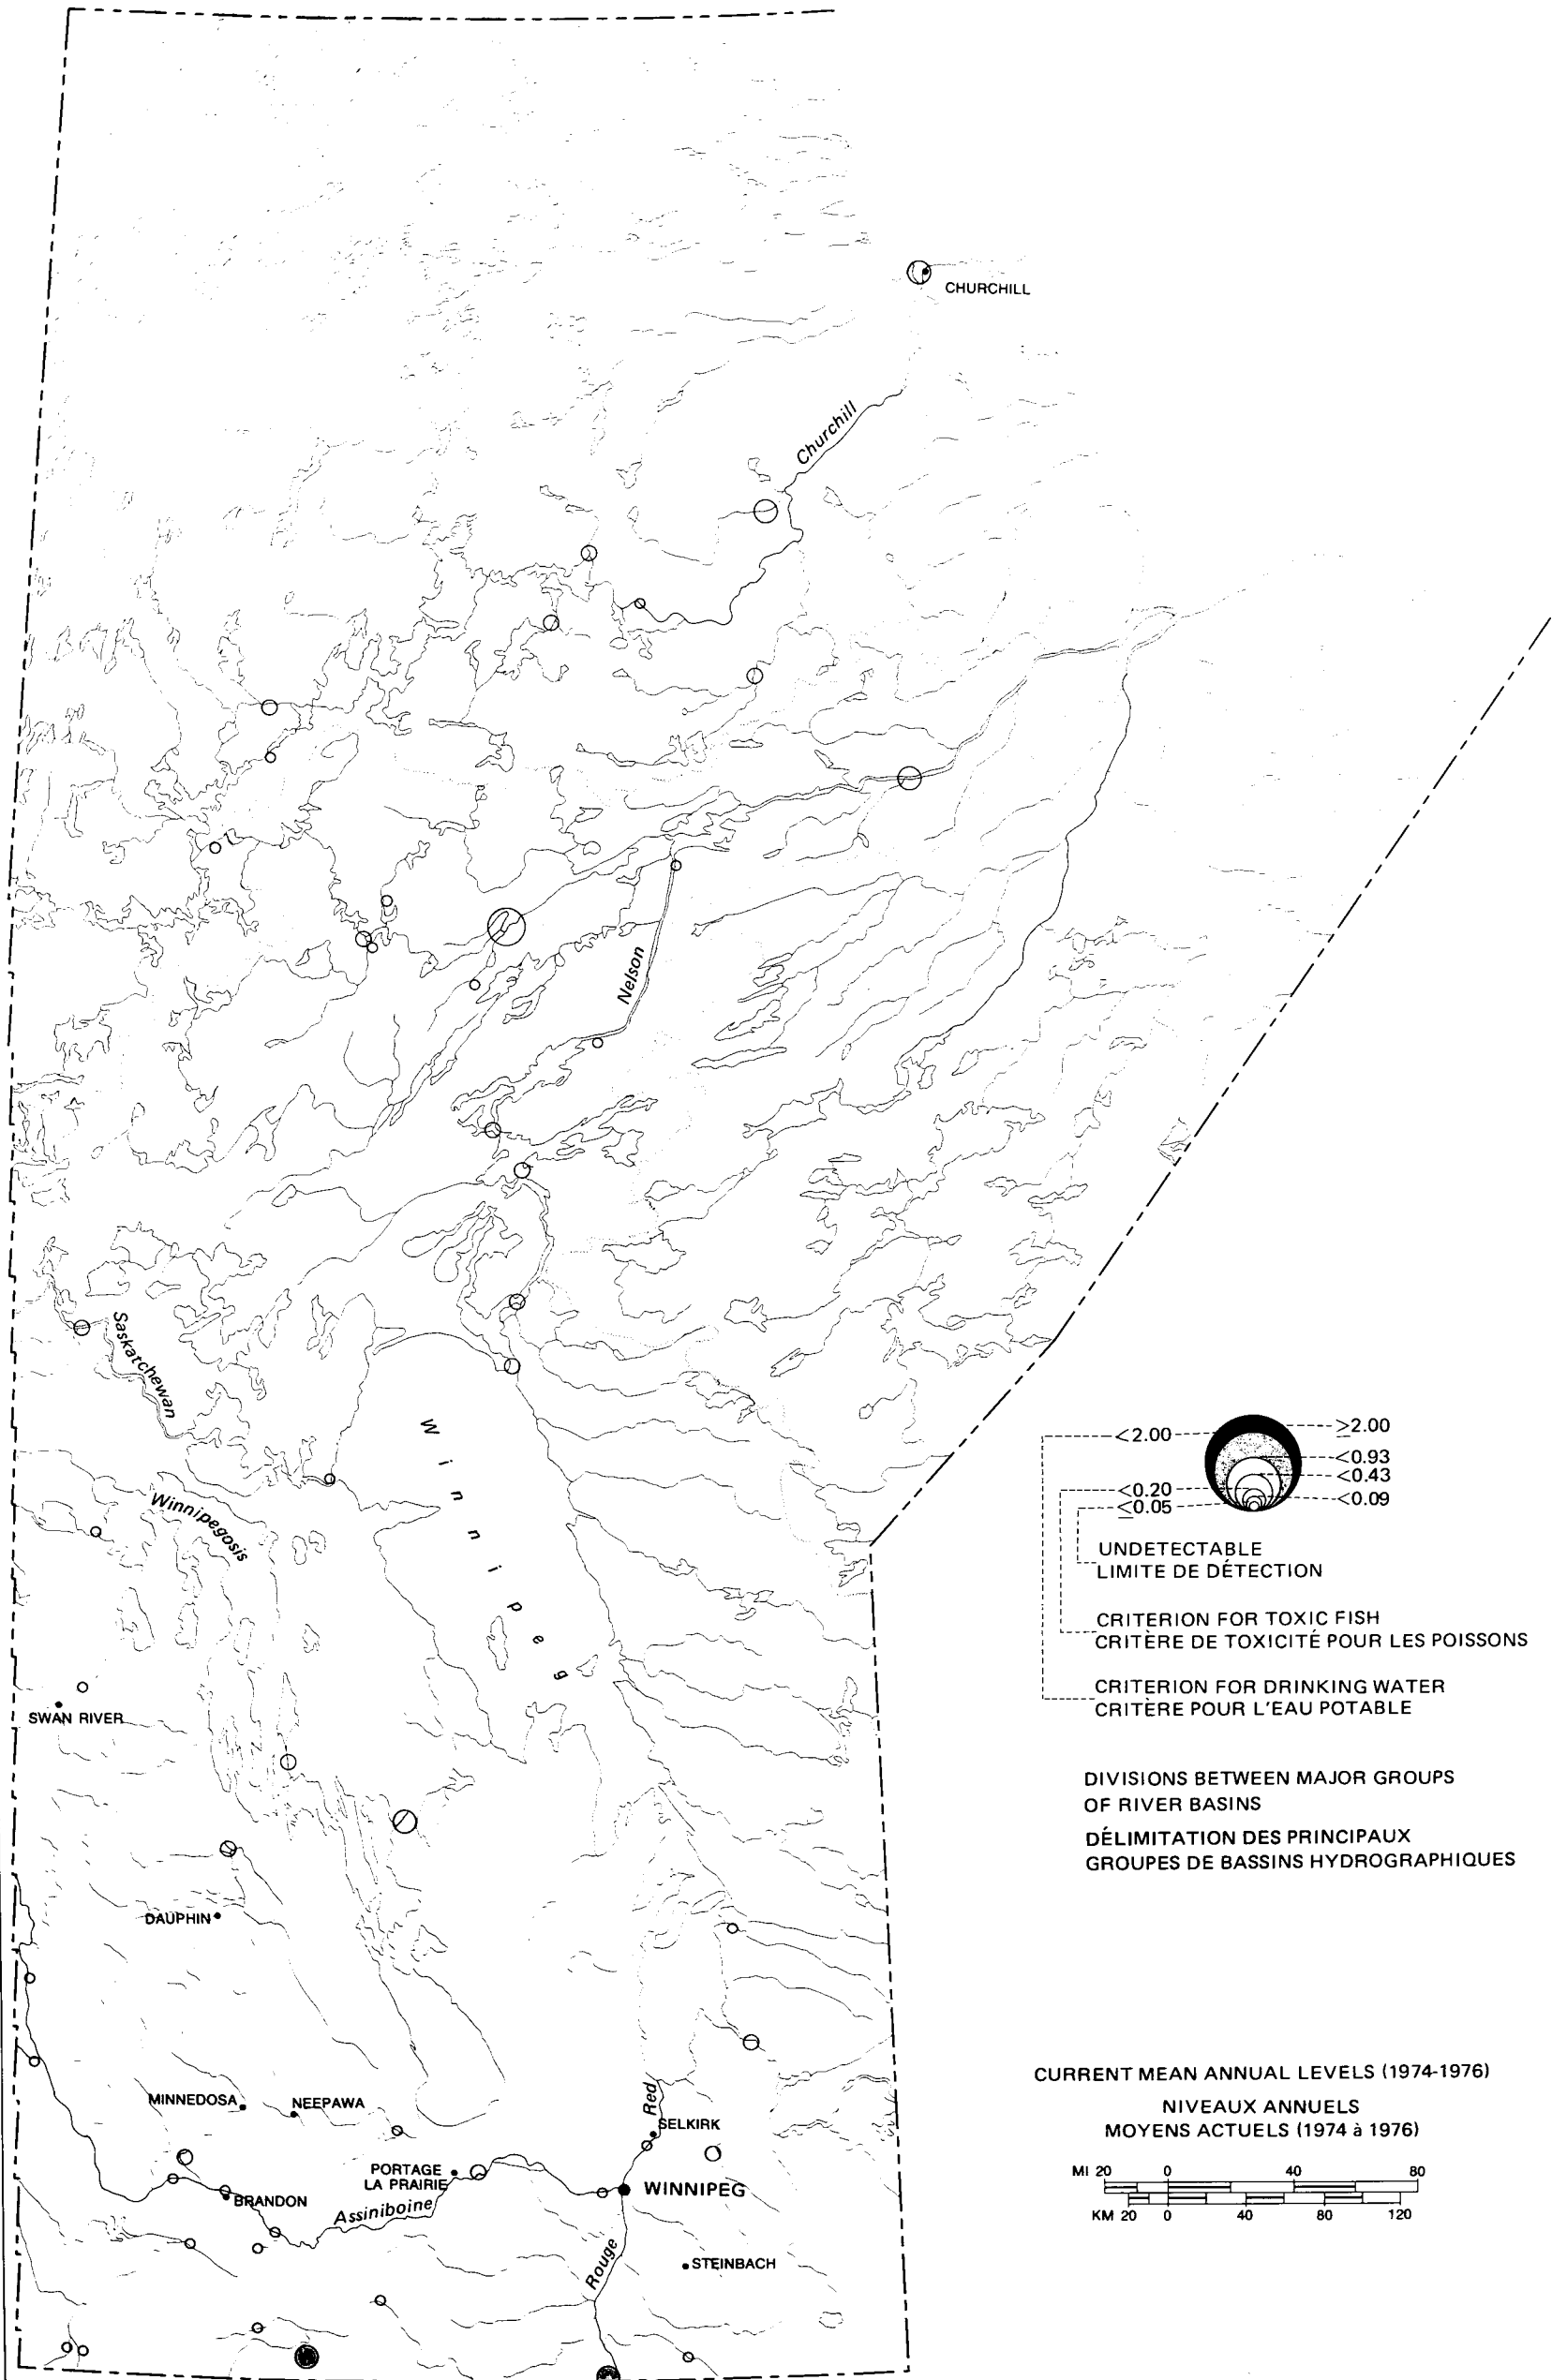 CHURCHILL
Churchill
Nelson
Saskatchewan
Winnipeg
Winnipegosis
SWAN RIVER
DAUPHIN
MINNEDOSA
NEEPAWA
Red
SELKIRK
PORTAGE
LA PRAIRIE
WINNIPEG
BRANDON
Assiniboine
Rouge
STEINBACH
<2.00
≥2.00
<0.93
<0.43
<0.20
<0.09
≤0.05
UNDETECTABLE
LIMITE DE DÉTECTION
CRITERION FOR TOXIC FISH
CRITÈRE DE TOXICITÉ POUR LES POISSONS
CRITERION FOR DRINKING WATER
CRITÈRE POUR L'EAU POTABLE
DIVISIONS BETWEEN MAJOR GROUPS
OF RIVER BASINS
DÉLIMITATION DES PRINCIPAUX
GROUPES DE BASSINS HYDROGRAPHIQUES
CURRENT MEAN ANNUAL LEVELS (1974-1976)
NIVEAUX ANNUELS
MOYENS ACTUELS (1974 à 1976)
MI 20 0 40 80
KM 20 0 40 80 120